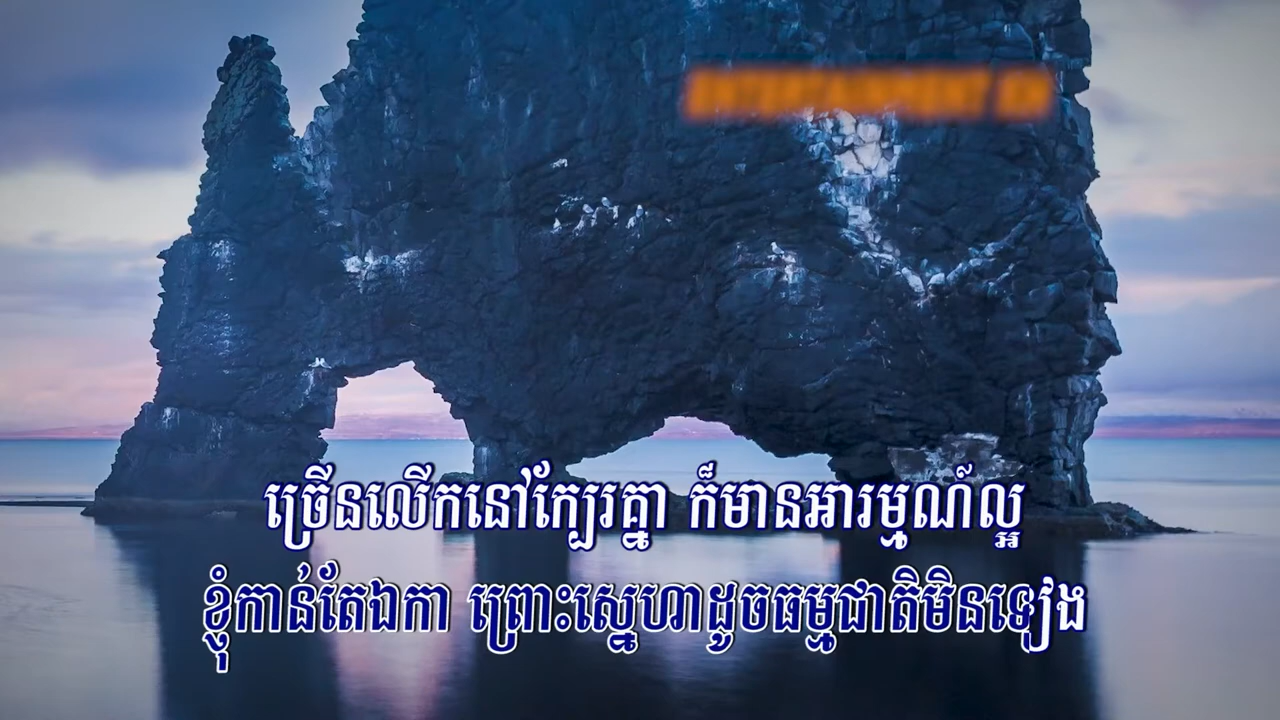 ច្រើនលើកនៅក្បែរគ្នា ក៏មានអារម្មណ៍ល្អ
ខ្ញុំកាន់តែឯកា ព្រោះស្នេហាដូចធម្មជាតិមិនទៀង